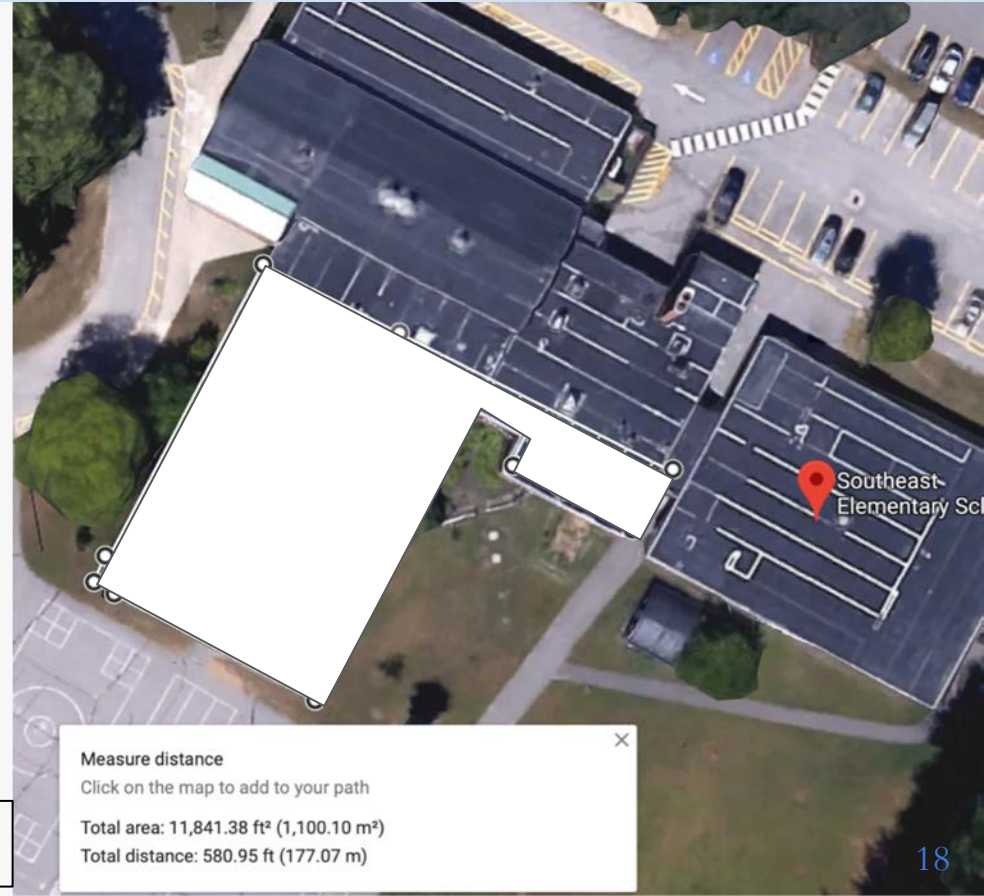 Southeast
Elementary Scl
Measure distance
Click on the map to add to your path
Total area: 11,841.38 ft² (1,100.10 m²)
Total distance: 580.95 ft (177.07 m)
18